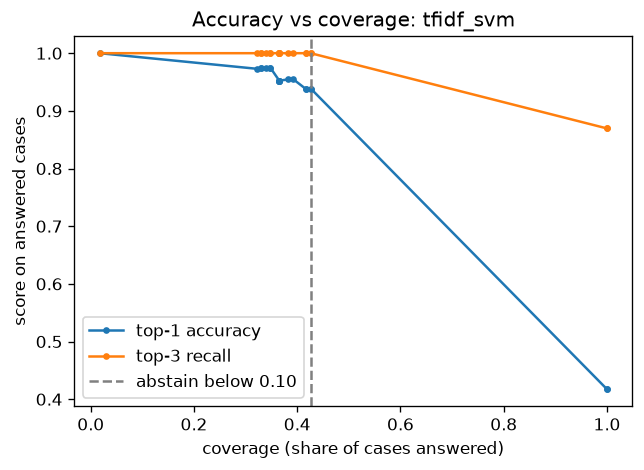 Accuracy vs coverage: tfidf_svm
1.0
0.9
0.8
0.7
0.6
0.5
0.4
score on answered cases
top-1 accuracy
top-3 recall
abstain below 0.10
0.0 0.2 0.4 0.6 0.8 1.0
coverage (share of cases answered)